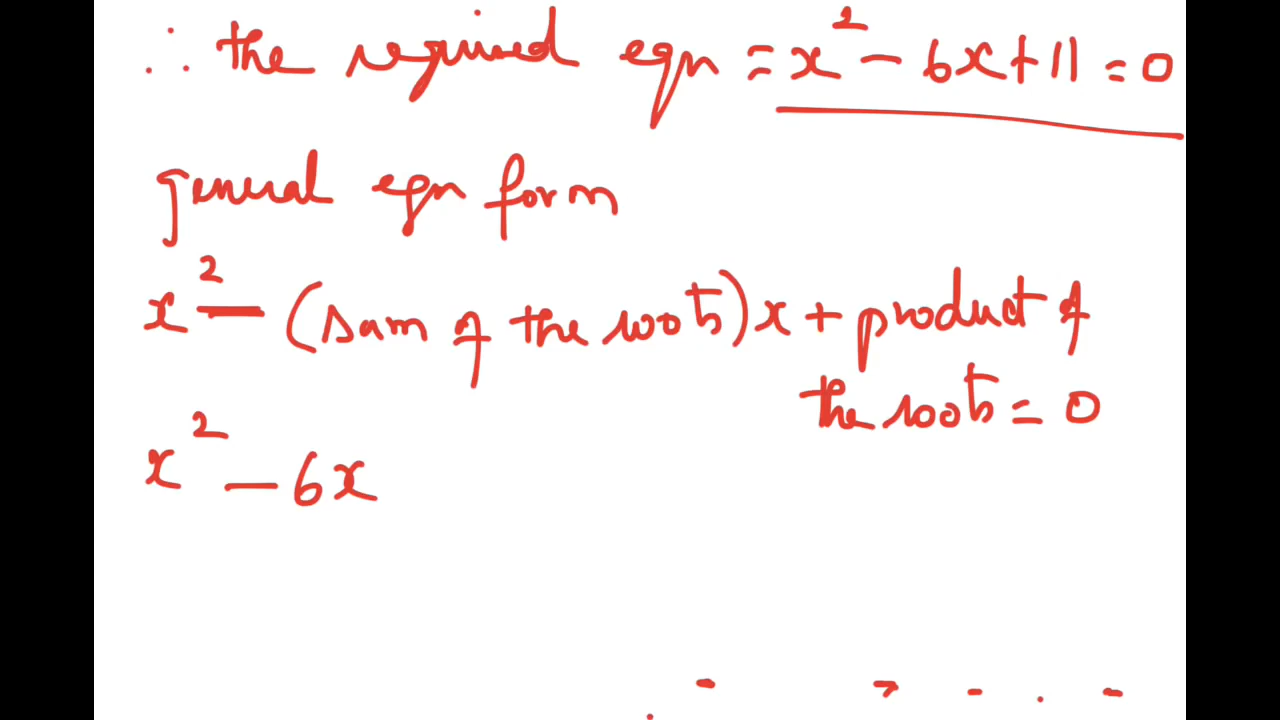 ∴ the required eqn = x² - 6x + 11 = 0
general eqn form
x² - (sum of the roots)x + product of
the roots = 0
x² - 6x